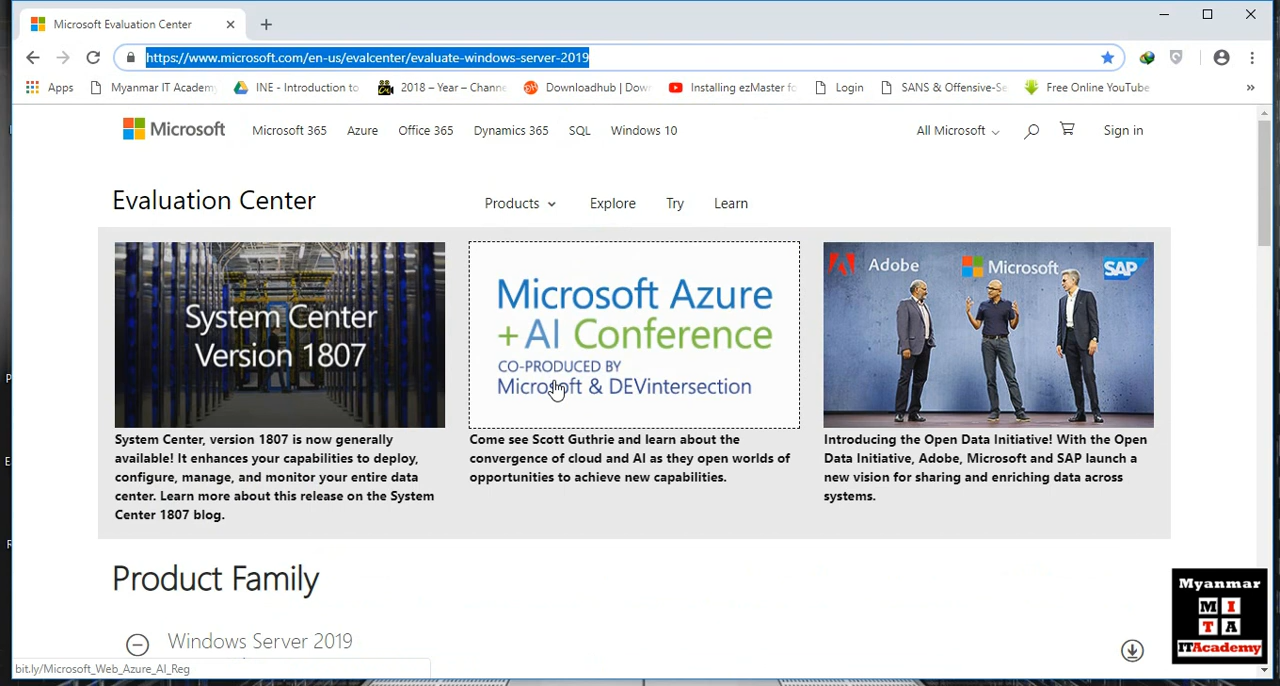 Microsoft Evaluation Center
https://www.microsoft.com/en-us/evalcenter/evaluate-windows-server-2019
Apps
Myanmar IT Academy
INE - Introduction to
2018 – Year – Channe
Downloadhub | Dow
Installing ezMaster fo
Login
SANS & Offensive-Se
Free Online YouTube
Microsoft
Microsoft 365
Azure
Office 365
Dynamics 365
SQL
Windows 10
All Microsoft
Sign in
Evaluation Center
Products
Explore
Try
Learn
System Center
Version 1807
System Center, version 1807 is now generally
available! It enhances your capabilities to deploy,
configure, manage, and monitor your entire data
center. Learn more about this release on the System
Center 1807 blog.
Microsoft Azure
+ AI Conference
CO-PRODUCED BY
Microsoft & DEVintersection
Come see Scott Guthrie and learn about the
convergence of cloud and AI as they open worlds of
opportunities to achieve new capabilities.
Adobe
Microsoft
SAP
Introducing the Open Data Initiative! With the Open
Data Initiative, Adobe, Microsoft and SAP launch a
new vision for sharing and enriching data across
systems.
Product Family
Windows Server 2019
bit.ly/Microsoft_Web_Azure_AI_Reg
Myanmar
M I
T A
ITAcademy